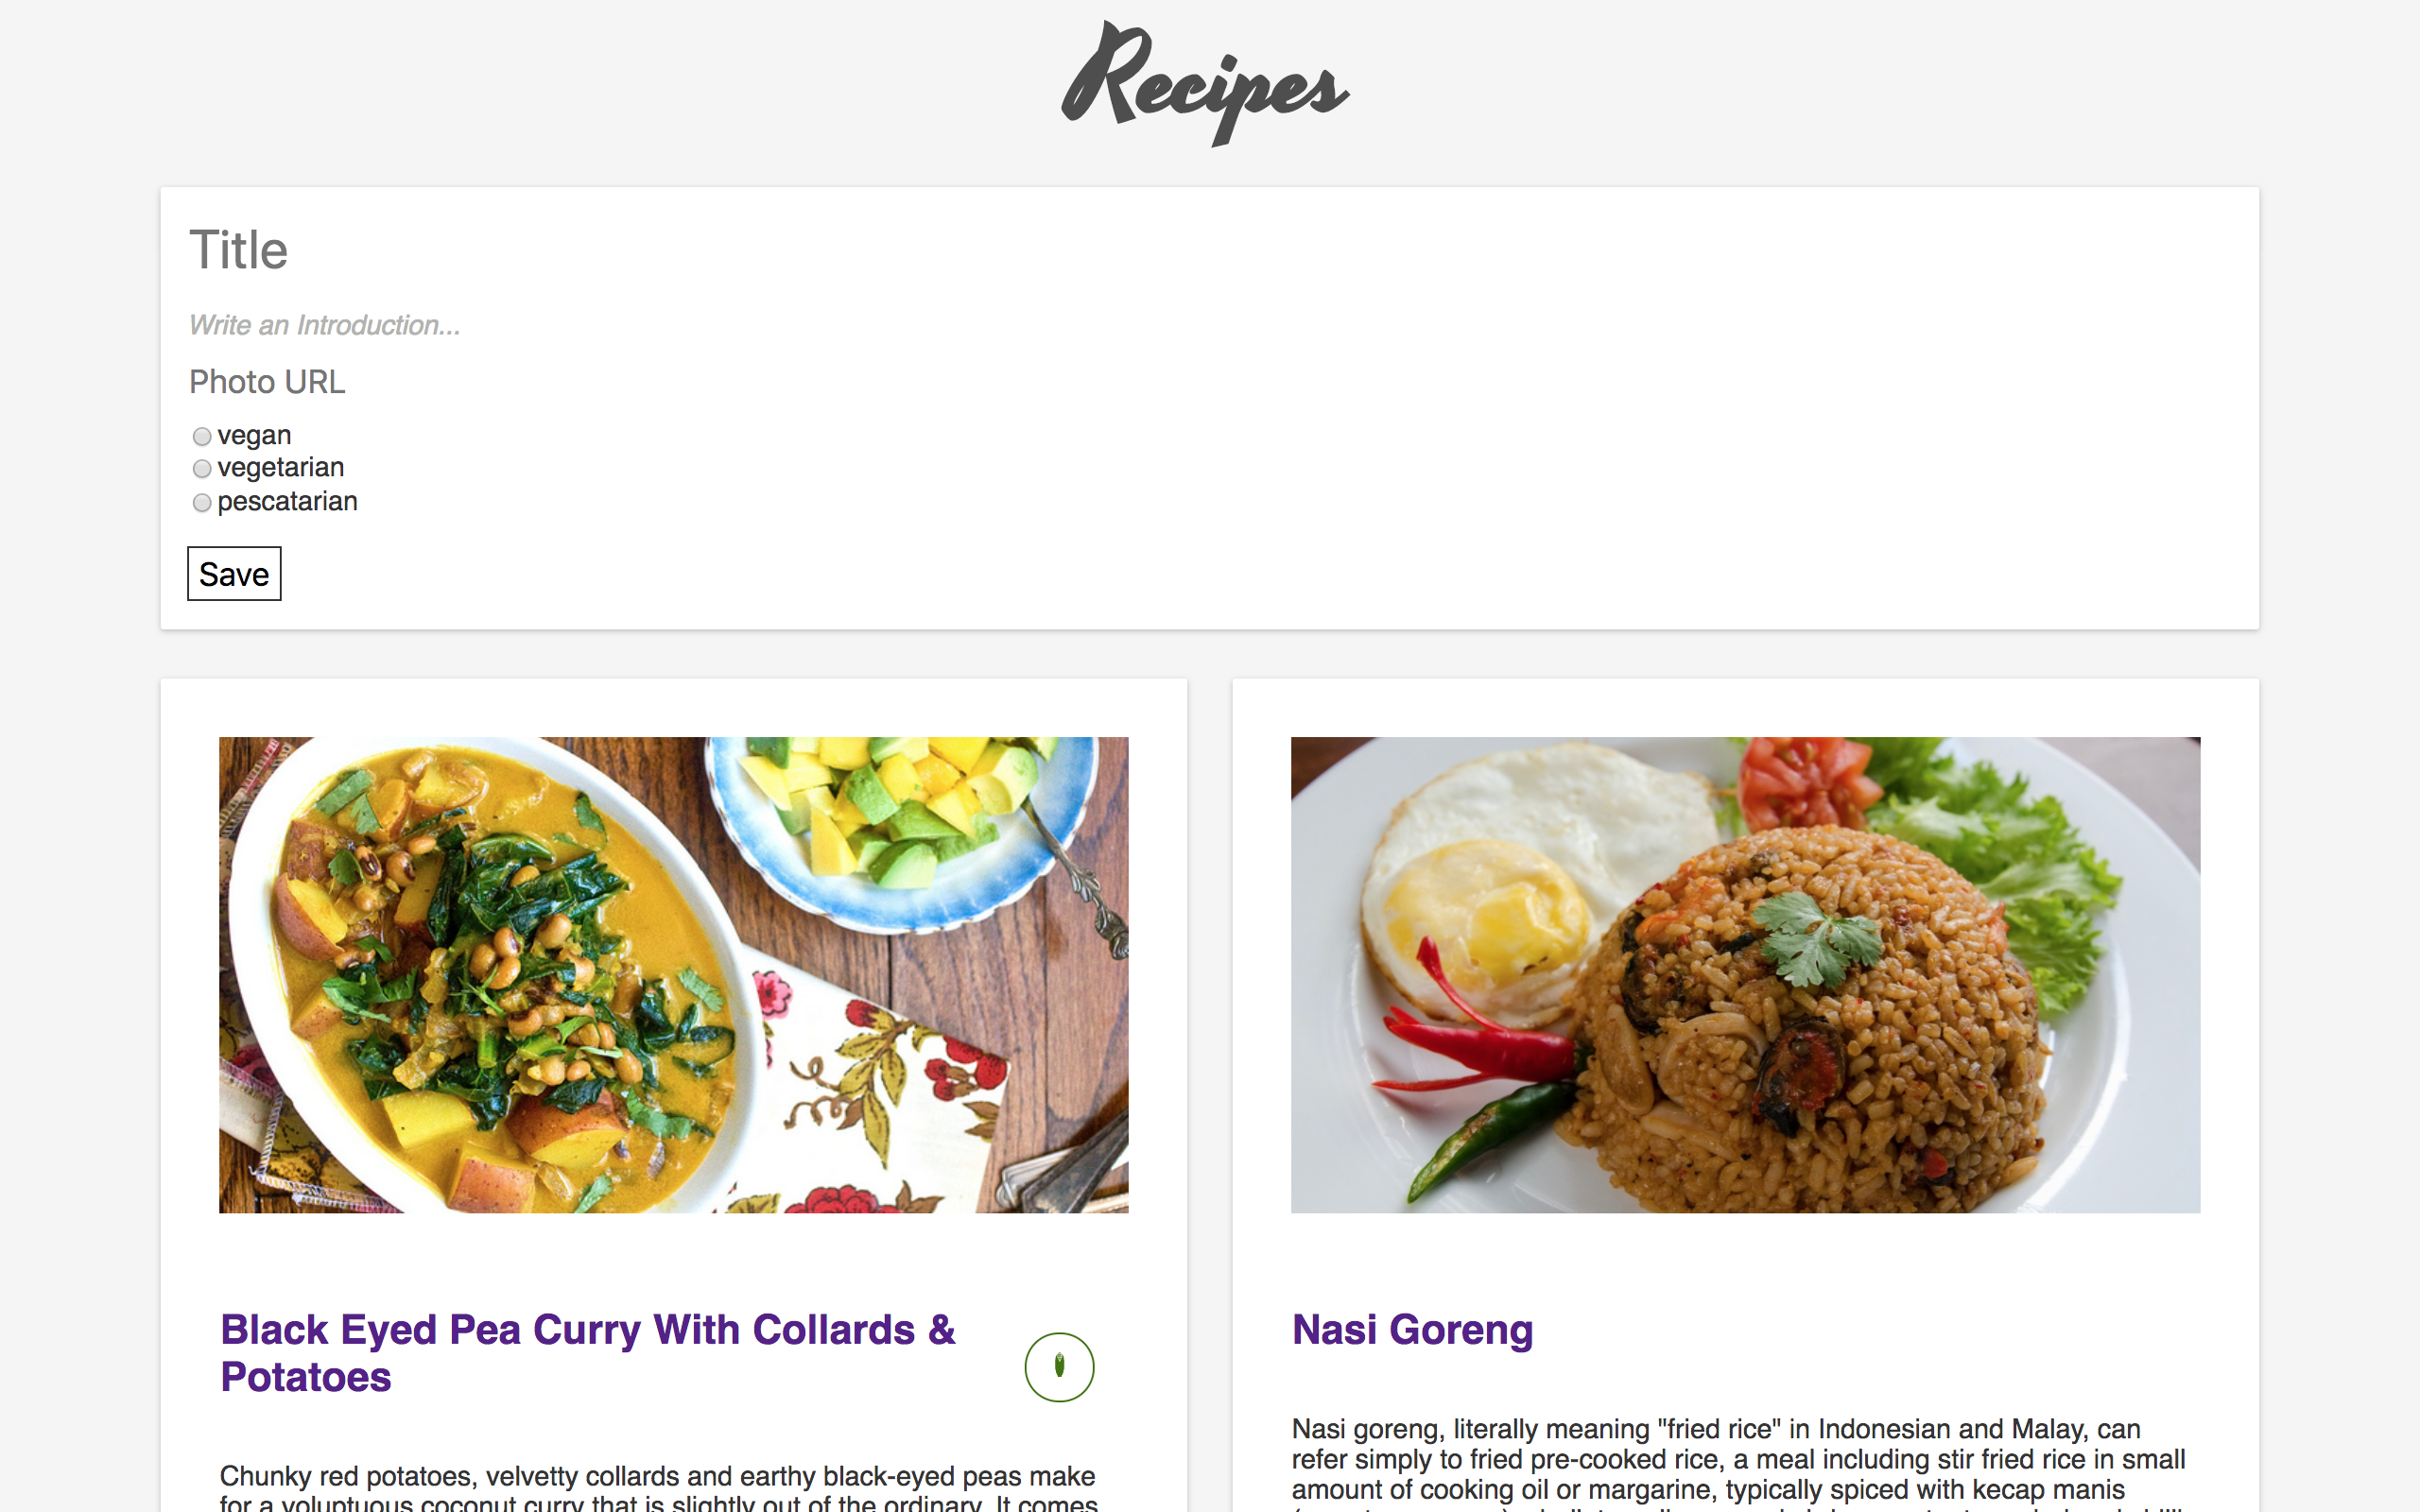 Recipes
Title
Write an Introduction...
Photo URL
vegan
vegetarian
pescatarian
Save
Black Eyed Pea Curry With Collards &
Potatoes
Chunky red potatoes, velvetty collards and earthy black-eyed peas make
for a voluptuous coconut curry that is slightly out of the ordinary. It comes
Nasi Goreng
Nasi goreng, literally meaning "fried rice" in Indonesian and Malay, can
refer simply to fried pre-cooked rice, a meal including stir fried rice in small
amount of cooking oil or margarine, typically spiced with kecap manis